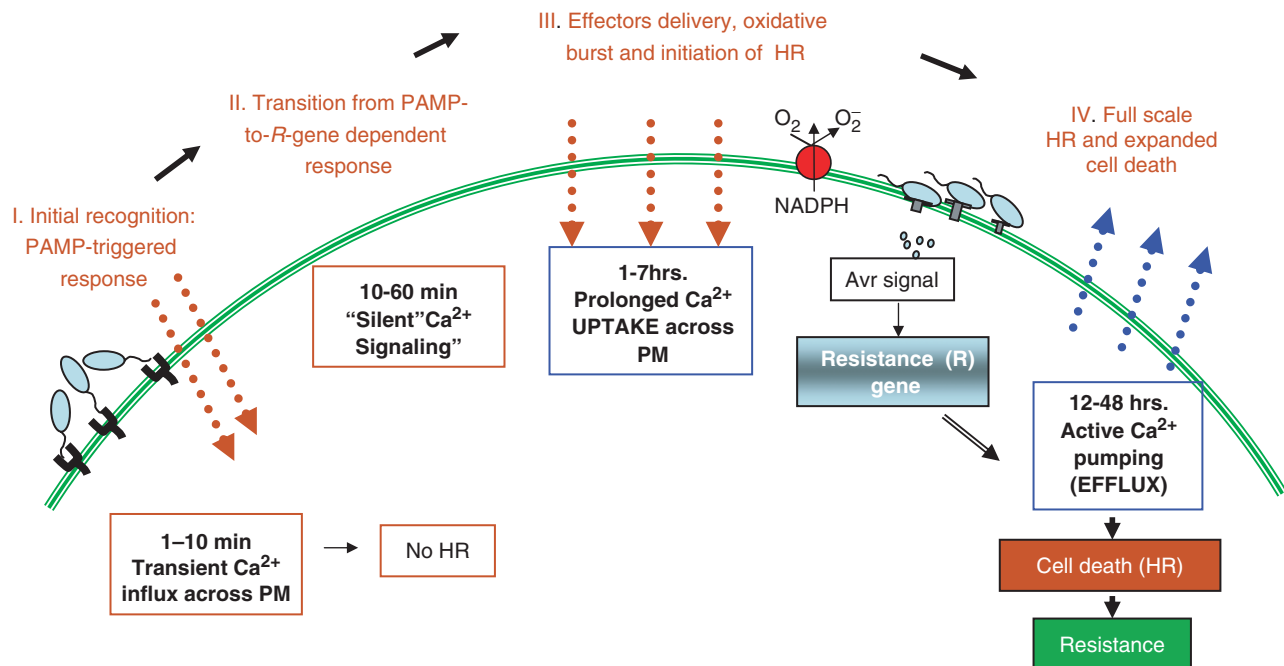 III. Effectors delivery, oxidative
burst and initiation of HR
II. Transition from PAMP-
to-R-gene dependent
response
I. Initial recognition:
PAMP-triggered
response
O2
O2−
NADPH
IV. Full scale
HR and expanded
cell death
10-60 min
“Silent”Ca2+
Signaling”
1-7hrs.
Prolonged Ca2+
UPTAKE across
PM
Avr signal
Resistance (R)
gene
12-48 hrs.
Active Ca2+
pumping
(EFFLUX)
1–10 min
Transient Ca2+
influx across PM
No HR
Cell death (HR)
Resistance